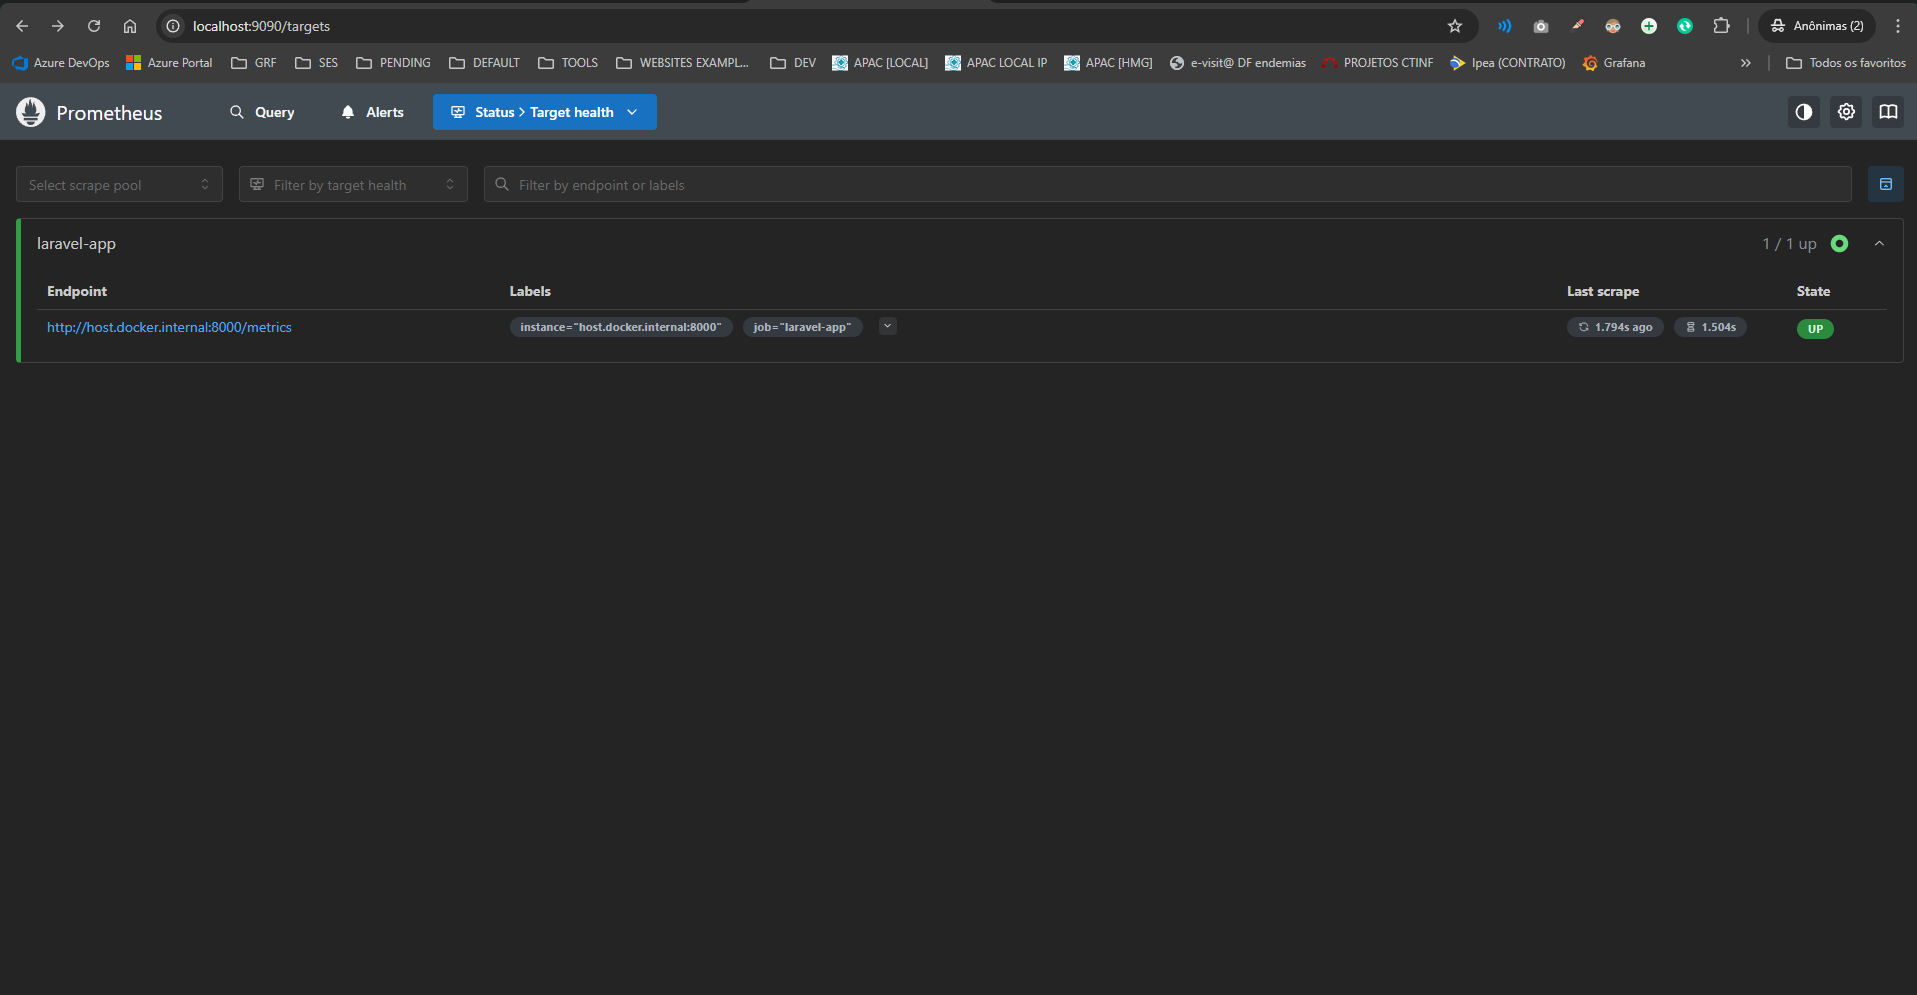 localhost:9090/targets
Anônimas (2)
Azure DevOps
Azure Portal
GRF
SES
PENDING
DEFAULT
TOOLS
WEBSITES EXAMPL...
DEV
APAC [LOCAL]
APAC LOCAL IP
APAC [HMG]
e-visit@ DF endemias
PROJETOS CTINF
Ipea (CONTRATO)
Grafana
Todos os favoritos
Prometheus
Query
Alerts
Status > Target health
Select scrape pool
Filter by target health
Filter by endpoint or labels
laravel-app
1 / 1 up
Endpoint
Labels
Last scrape
State
http://host.docker.internal:8000/metrics
instance="host.docker.internal:8000"
job="laravel-app"
1.794s ago
1.504s
UP